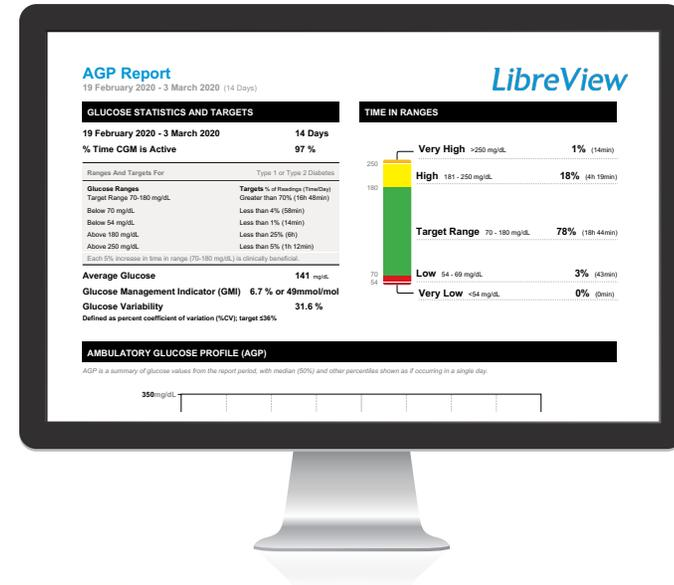 AGP Report
LibreView
19 February 2020 - 3 March 2020 (14 Days)
GLUCOSE STATISTICS AND TARGETS
19 February 2020 - 3 March 2020 14 Days
% Time CGM is Active 97 %
Ranges And Targets For Type 1 or Type 2 Diabetes
Glucose Ranges Targets % of Readings (Time/Day)
Target Range 70-180 mg/dL Greater than 70% (16h 48min)
Below 70 mg/dL Less than 4% (58min)
Below 54 mg/dL Less than 1% (14min)
Above 180 mg/dL Less than 25% (6h)
Above 250 mg/dL Less than 5% (1h 12min)
Each 5% increase in time in range (70-180 mg/dL) is clinically beneficial.
Average Glucose 141 mg/dL
Glucose Management Indicator (GMI) 6.7 % or 49mmol/mol
Glucose Variability 31.6 %
Defined as percent coefficient of variation (%CV); target ≤36%
TIME IN RANGES
Very High >250 mg/dL 1% (14min)
250
High 181 - 250 mg/dL 18% (4h 19min)
180
Target Range 70 - 180 mg/dL 78% (18h 44min)
70
Low 54 - 69 mg/dL 3% (43min)
54
Very Low <54 mg/dL 0% (0min)
AMBULATORY GLUCOSE PROFILE (AGP)
AGP is a summary of glucose values from the report period, with median (50%) and other percentiles shown as if occurring in a single day.
350mg/dL